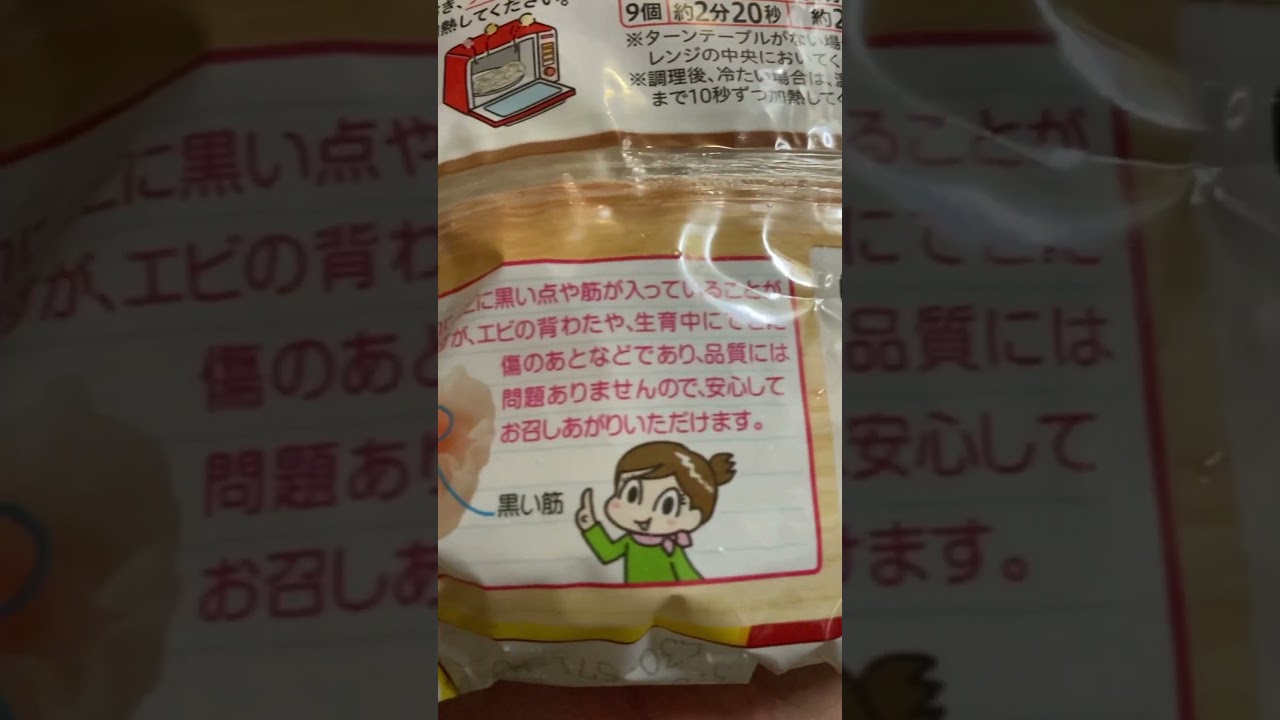 9個 約2分20秒 約2
熱してください。
※ターンテーブルがない場
レンジの中央においてく
※調理後、冷たい場合は、
まで10秒ずつ加熱して
に黒い点や筋が入っていることが
が、エビの背わたや、生育中にできた
傷のあとなどであり、品質には
問題ありませんので、安心して
お召しあがりいただけます。
黒い筋